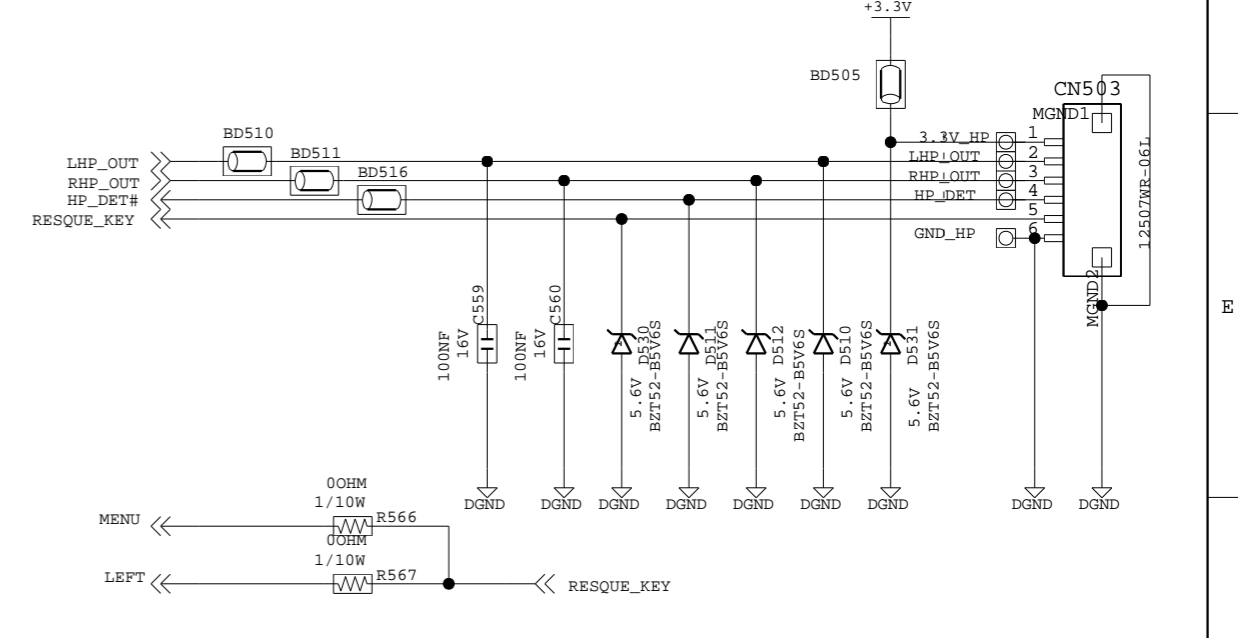 +3.3V
BD505
CN503
MGND1
BD510
3.3V_HP
1
BD511
LHP_OUT
LHP_OUT
2
BD516
RHP_OUT
RHP_OUT
3
HP_DET#
HP_DET
4
RESQUE_KEY
5
GND_HP
6
12507WR-06L
MGND2
E
C559
100NF
16V
C560
100NF
16V
D530
5.6V
BZT52-B5V6S
D511
5.6V
BZT52-B5V6S
D512
5.6V
BZT52-B5V6S
D510
5.6V
BZT52-B5V6S
D531
5.6V
BZT52-B5V6S
DGND DGND DGND DGND DGND DGND DGND DGND DGND
0OHM
1/10W
MENU
R566
0OHM
1/10W
LEFT
R567
RESQUE_KEY